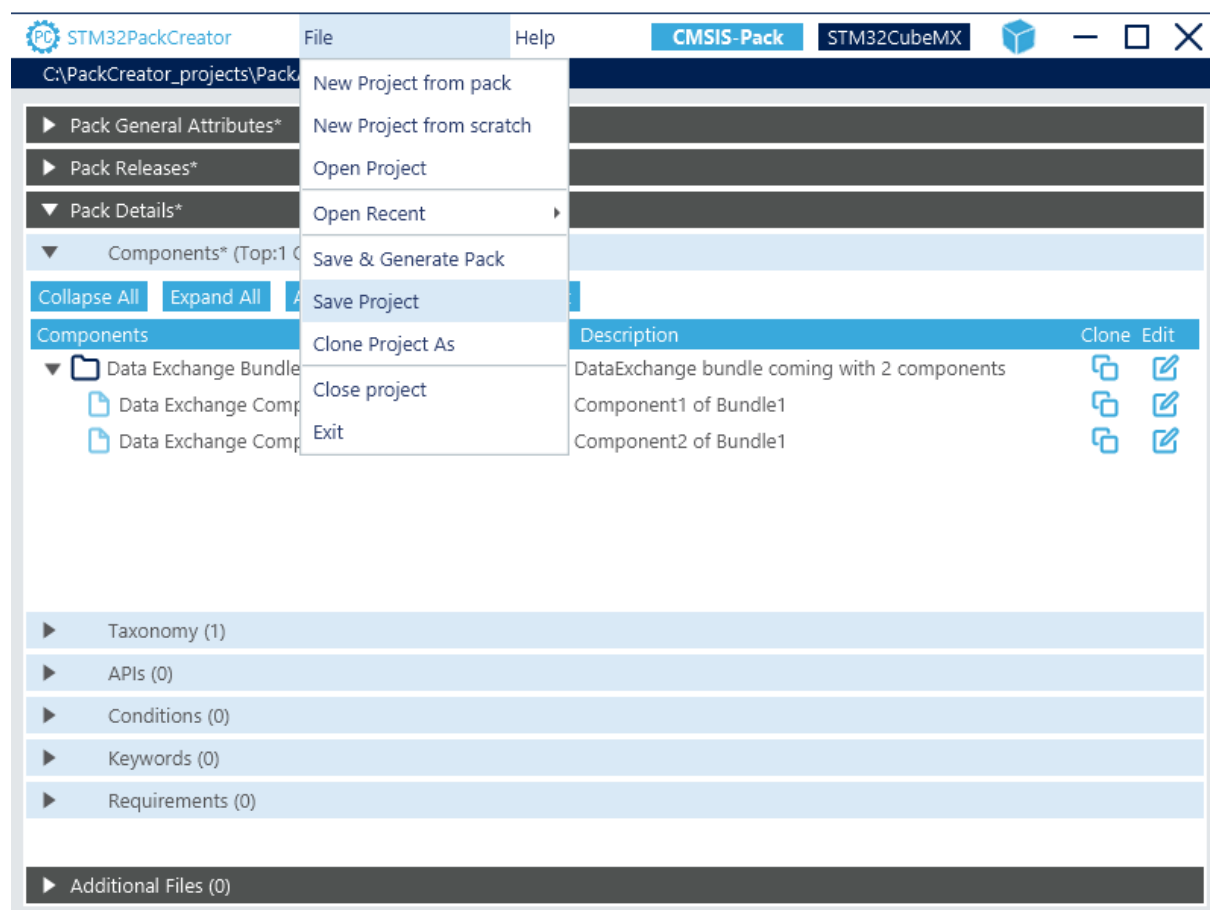 PC STM32PackCreator File Help CMSIS-Pack STM32CubeMX
C:\PackCreator_projects\Pack
New Project from pack
Pack General Attributes*
New Project from scratch
Pack Releases*
Open Project
Pack Details*
Open Recent
Components* (Top:1
Save & Generate Pack
Collapse All Expand All
Save Project
Components Description Clone Edit
Clone Project As
Data Exchange Bundle DataExchange bundle coming with 2 components
Close project
Data Exchange Comp Component1 of Bundle1
Exit
Data Exchange Comp Component2 of Bundle1
Taxonomy (1)
APIs (0)
Conditions (0)
Keywords (0)
Requirements (0)
Additional Files (0)